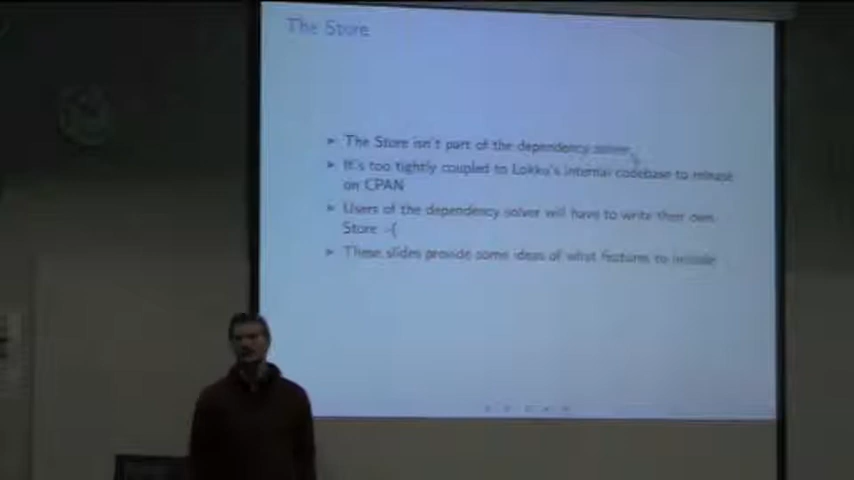 The Store
▸ The Store isn't part of the dependency solver
▸ It's too tightly coupled to Lokku's internal codebase to release
on CPAN
▸ Users of the dependency solver will have to write their own
Store :-(
▸ These slides provide some ideas of what features to include